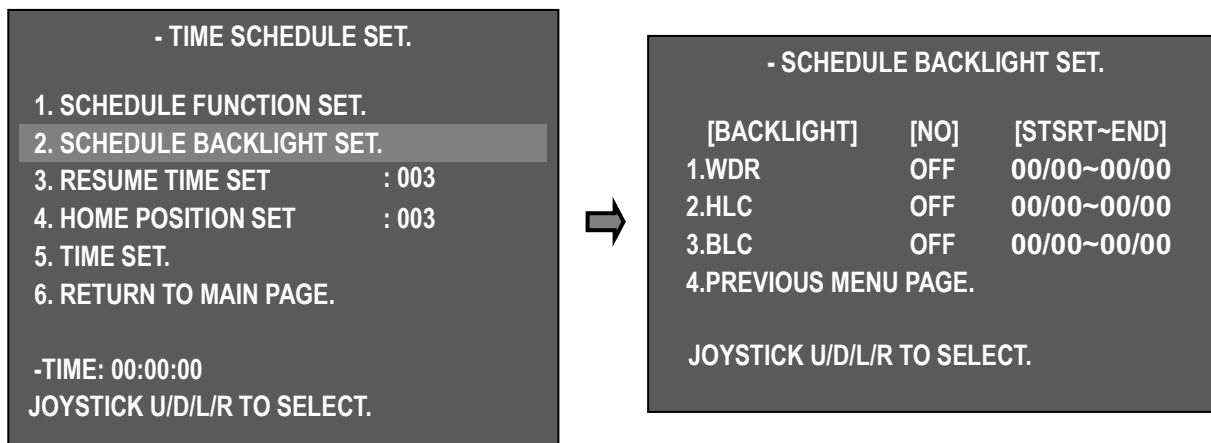 - TIME SCHEDULE SET.
1. SCHEDULE FUNCTION SET.
2. SCHEDULE BACKLIGHT SET.
3. RESUME TIME SET : 003
4. HOME POSITION SET : 003
5. TIME SET.
6. RETURN TO MAIN PAGE.
-TIME: 00:00:00
JOYSTICK U/D/L/R TO SELECT.
- SCHEDULE BACKLIGHT SET.
[BACKLIGHT] [NO] [STSRT~END]
1.WDR OFF 00/00~00/00
2.HLC OFF 00/00~00/00
3.BLC OFF 00/00~00/00
4.PREVIOUS MENU PAGE.
JOYSTICK U/D/L/R TO SELECT.